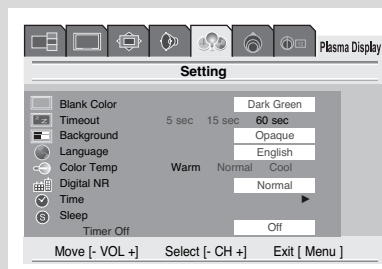 Plasma Display
Setting
Blank Color Dark Green
Timeout 5 sec 15 sec 60 sec
Background Opaque
Language English
Color Temp Warm Normal Cool
Digital NR Normal
Time ▶
Sleep
Timer Off Off
Move [- VOL +] Select [- CH +] Exit [ Menu ]